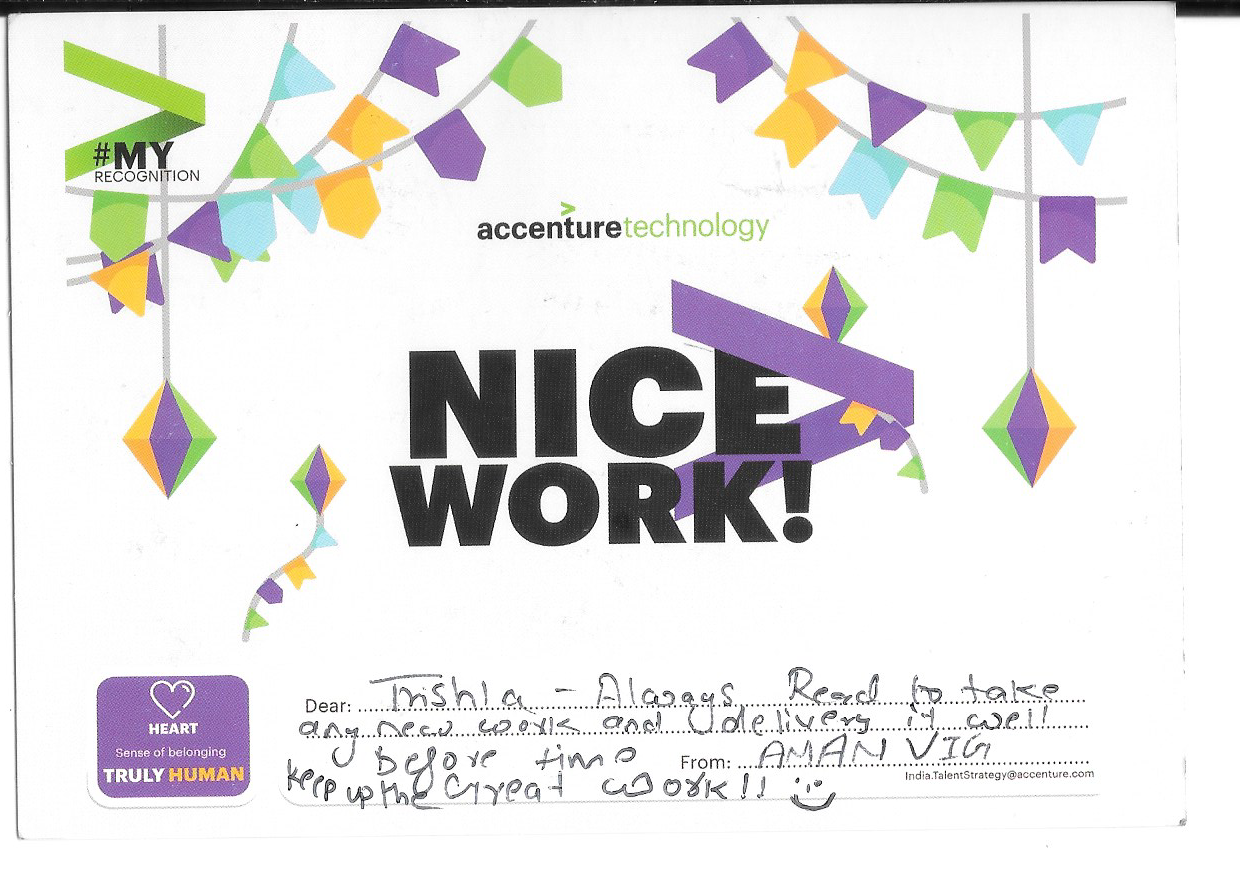 #MY
RECOGNITION
accenturetechnology
NICE
WORK!
HEART
Sense of belonging
TRULY HUMAN
Dear: Trishla - Always Read to take
any new work and delivery it well
before time
From: AMAN VIG
keep up the Great work!!
India.TalentStrategy@accenture.com